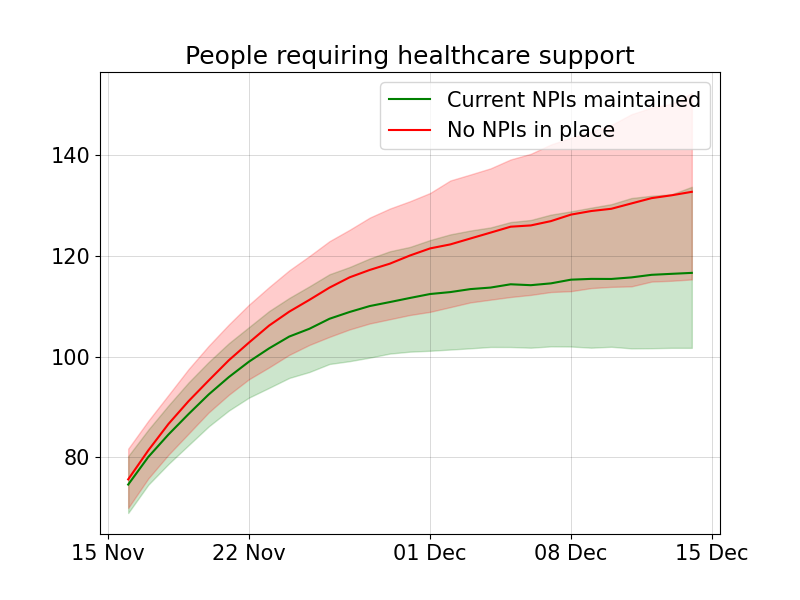 People requiring healthcare support
Current NPIs maintained
No NPIs in place
140
120
100
80
15 Nov 22 Nov 01 Dec 08 Dec 15 Dec